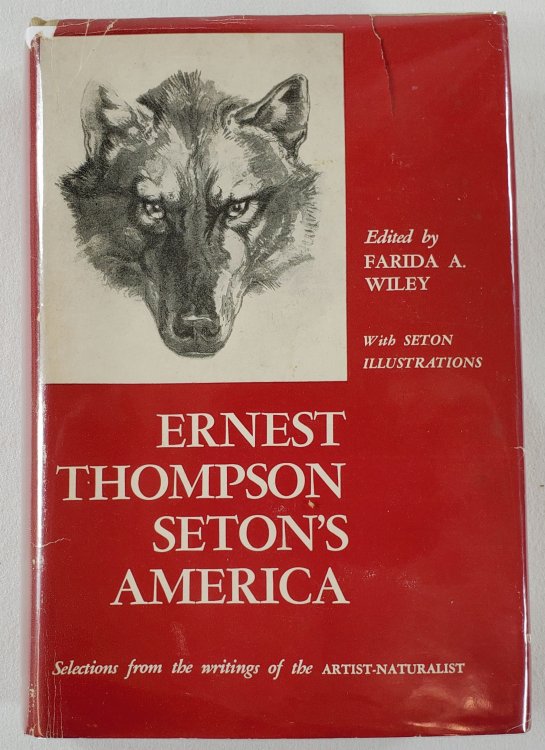 Edited by
FARIDA A.
WILEY
With SETON
ILLUSTRATIONS
ERNEST
THOMPSON
SETON'S
AMERICA
Selections from the writings of the ARTIST-NATURALIST